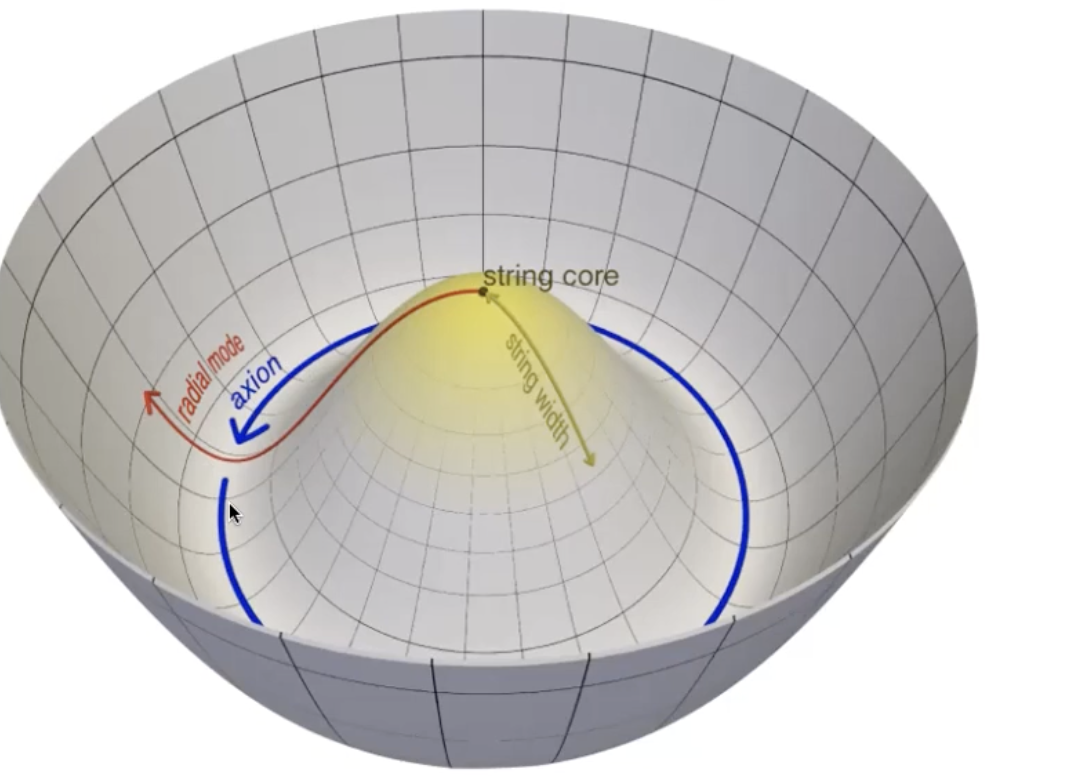 string core
radial mode
axion
string width